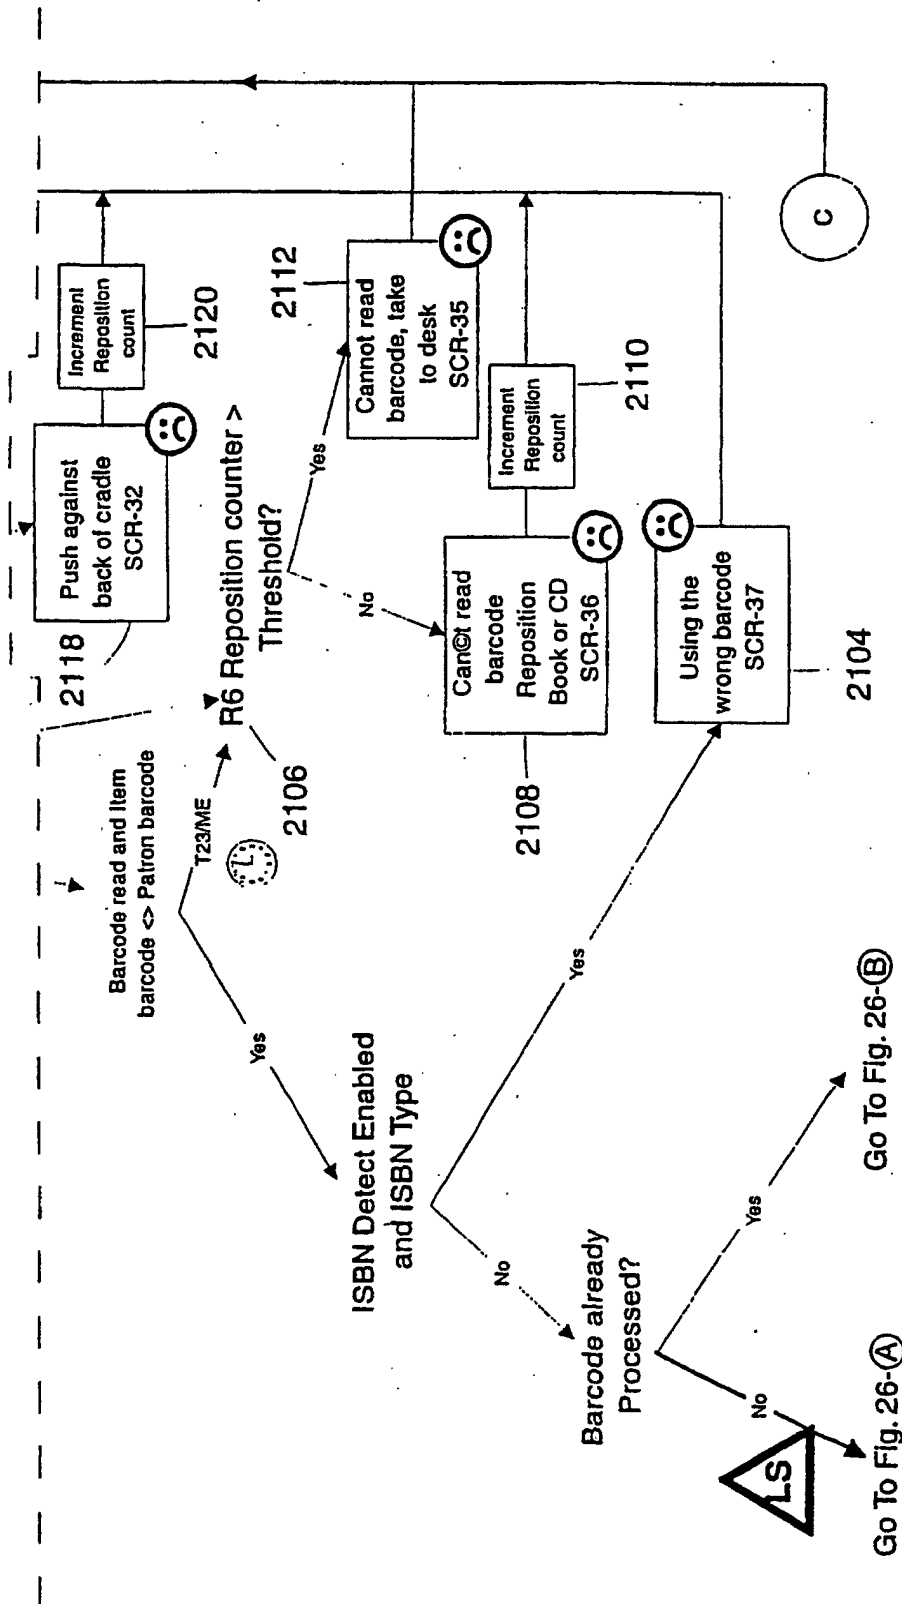 Push against
back of cradle
SCR-32
2118
Increment
Reposition
count
2120
Barcode read and Item
barcode <> Patron barcode
T23/ME
Yes
R6 Reposition counter >
Threshold?
2106
Yes
No
Cannot read
barcode, take
to desk
SCR-35
2112
Can©t read
barcode
Reposition
Book or CD
SCR-36
2108
Increment
Reposition
count
2110
ISBN Detect Enabled
and ISBN Type
Yes
No
Using the
wrong barcode
SCR-37
2104
Barcode already
Processed?
Yes
No
LS
Go To Fig. 26-A
Go To Fig. 26-B
C